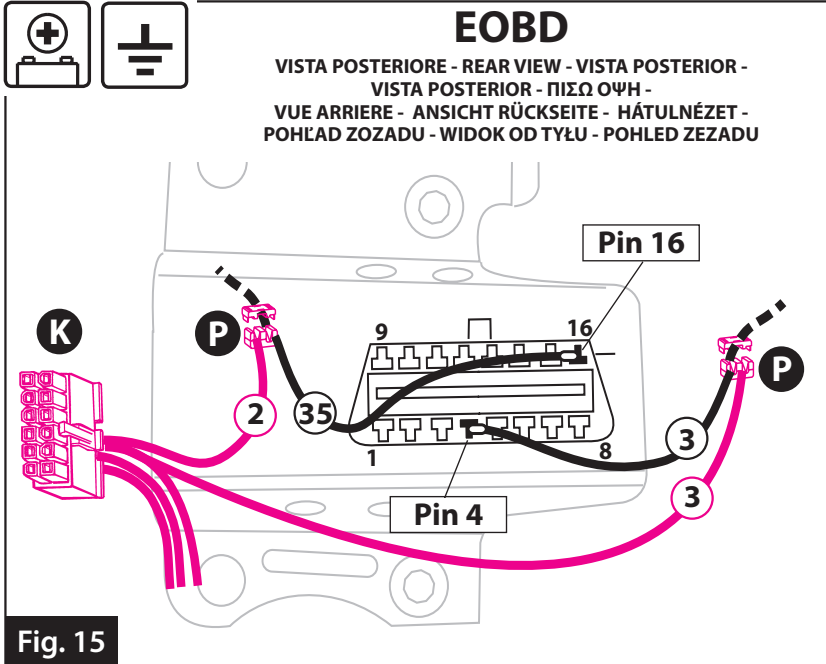 EOBD
VISTA POSTERIORE - REAR VIEW - VISTA POSTERIOR -
VISTA POSTERIOR - ΠΙΣΩ ΟΨΗ -
VUE ARRIERE - ANSICHT RÜCKSEITE - HÁTULNÉZET -
POHĽAD ZOZADU - WIDOK OD TYŁU - POHLED ZEZADU
Pin 16
K
P
9
16
P
2
35
3
1
8
3
Pin 4
Fig. 15